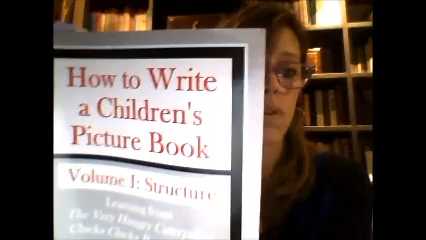 How to Write
a Children's
Picture Book
Volume I: Structure
Learning from
The Very Hungry Caterpillar
Chicka Chicka B